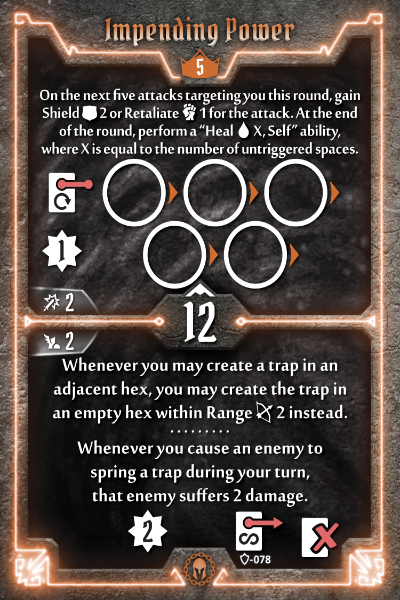 Impending Power
5
On the next five attacks targeting you this round, gain
Shield 2 or Retaliate 1 for the attack. At the end
of the round, perform a “Heal X, Self” ability,
where X is equal to the number of untriggered spaces.
1
2
12
2
Whenever you may create a trap in an
adjacent hex, you may create the trap in
an empty hex within Range 2 instead.
Whenever you cause an enemy to
spring a trap during your turn,
that enemy suffers 2 damage.
2
S
-078